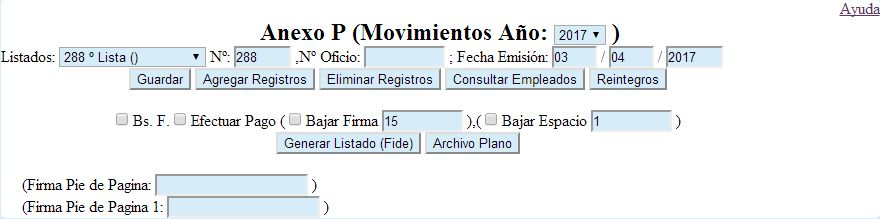 Ayuda
Anexo P (Movimientos Año: 2017 )
Listados: 288 º Lista () Nº: 288 ,Nº Oficio: ; Fecha Emisión: 03 / 04 / 2017
Guardar Agregar Registros Eliminar Registros Consultar Empleados Reintegros
Bs. F. Efectuar Pago ( Bajar Firma 15 ),( Bajar Espacio 1 )
Generar Listado (Fide) Archivo Plano
(Firma Pie de Pagina: )
(Firma Pie de Pagina 1: )